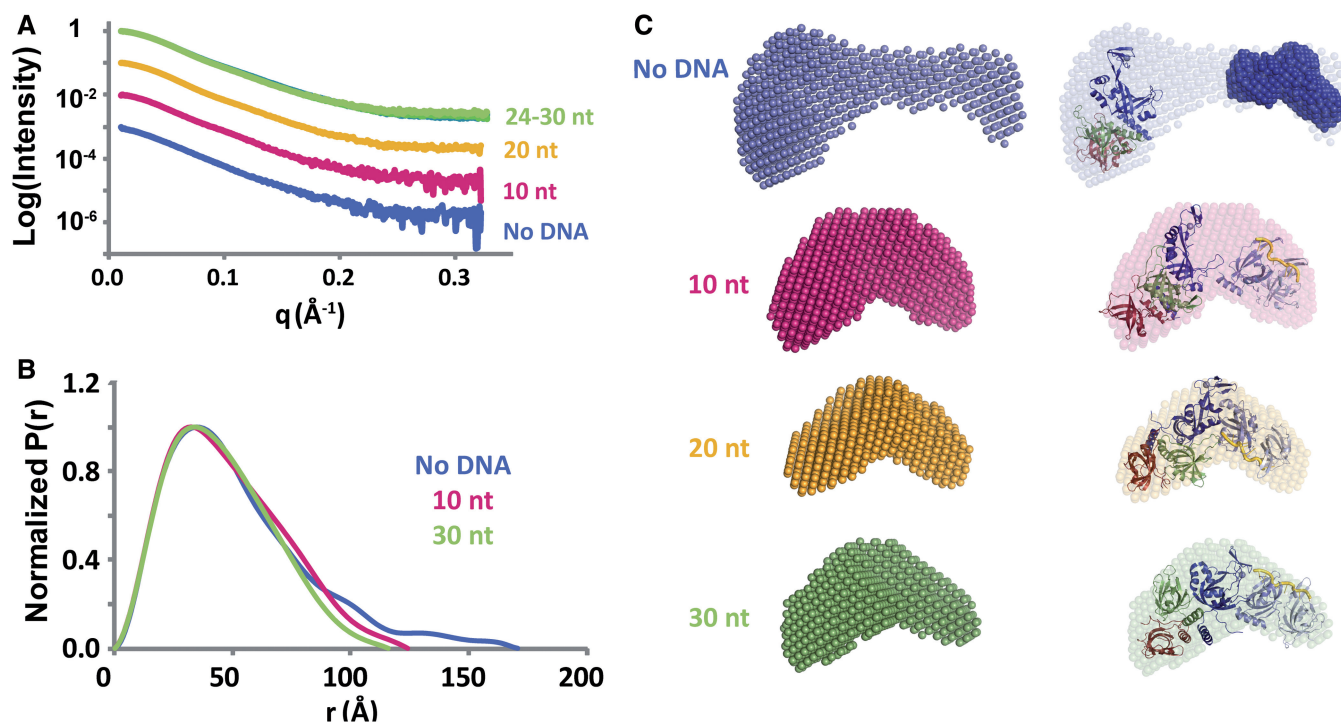 A
Log(Intensity)
1
10-2
10-4
10-6
24-30 nt
20 nt
10 nt
No DNA
0.0
0.1
0.2
0.3
q (Å-1)
B
Normalized P(r)
1.2
0.8
0.4
0.0
No DNA
10 nt
30 nt
0
50
100
150
200
r (Å)
C
No DNA
10 nt
20 nt
30 nt